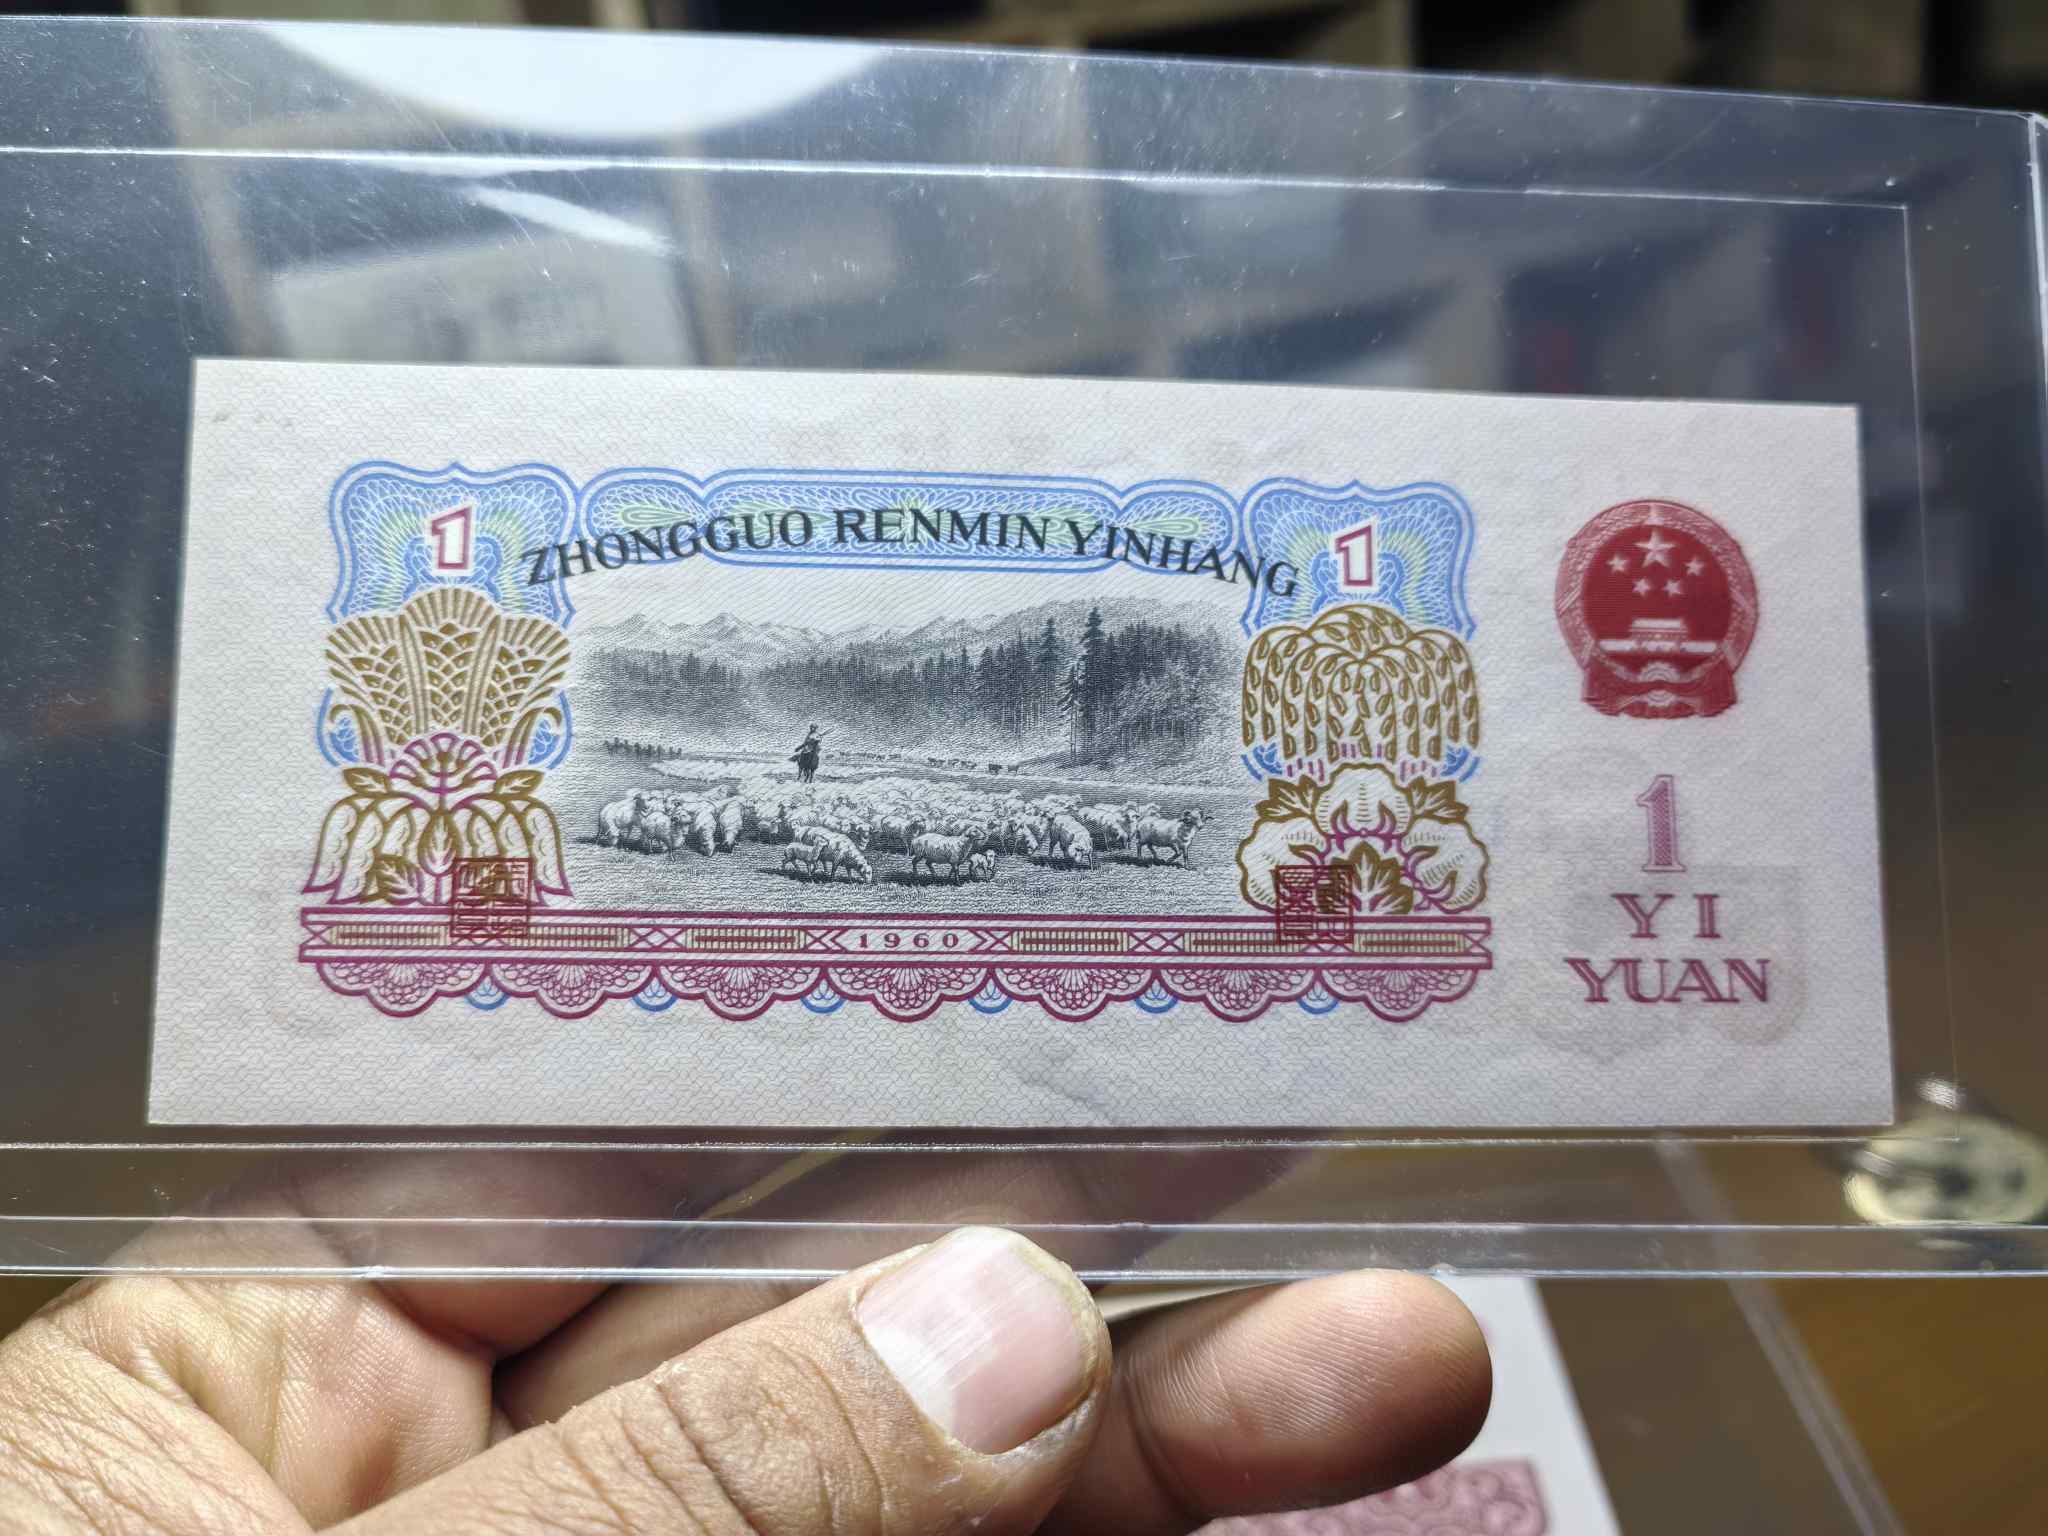 1
1
ZHONGGUO RENMIN YINHANG
1
YI
YUAN
1960